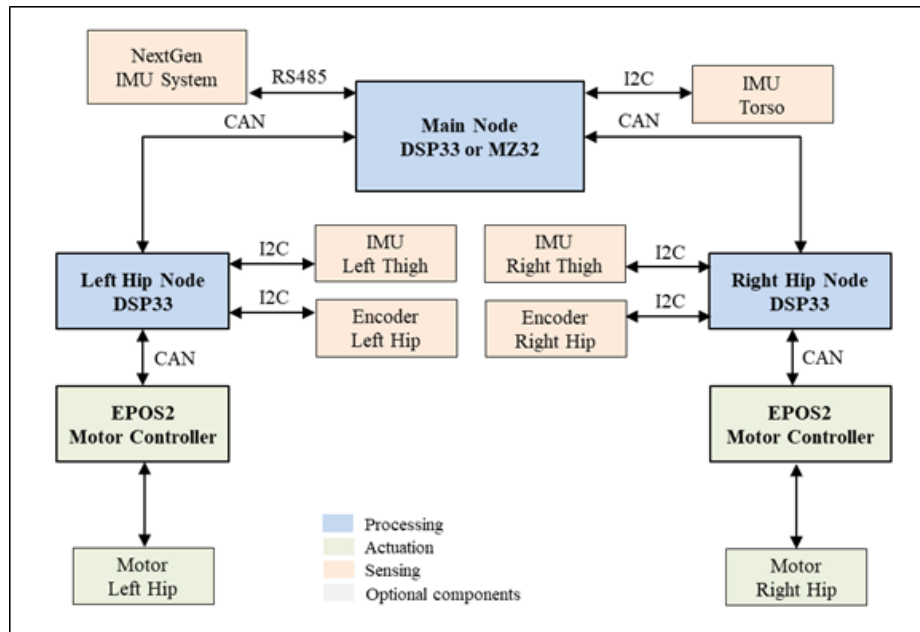 NextGen
IMU System
RS485
I2C
IMU
Torso
Main Node
DSP33 or MZ32
CAN
CAN
Left Hip Node
DSP33
I2C
IMU
Left Thigh
I2C
Encoder
Left Hip
IMU
Right Thigh
I2C
Encoder
Right Hip
I2C
Right Hip Node
DSP33
CAN
CAN
EPOS2
Motor Controller
EPOS2
Motor Controller
Motor
Left Hip
Processing
Actuation
Sensing
Optional components
Motor
Right Hip